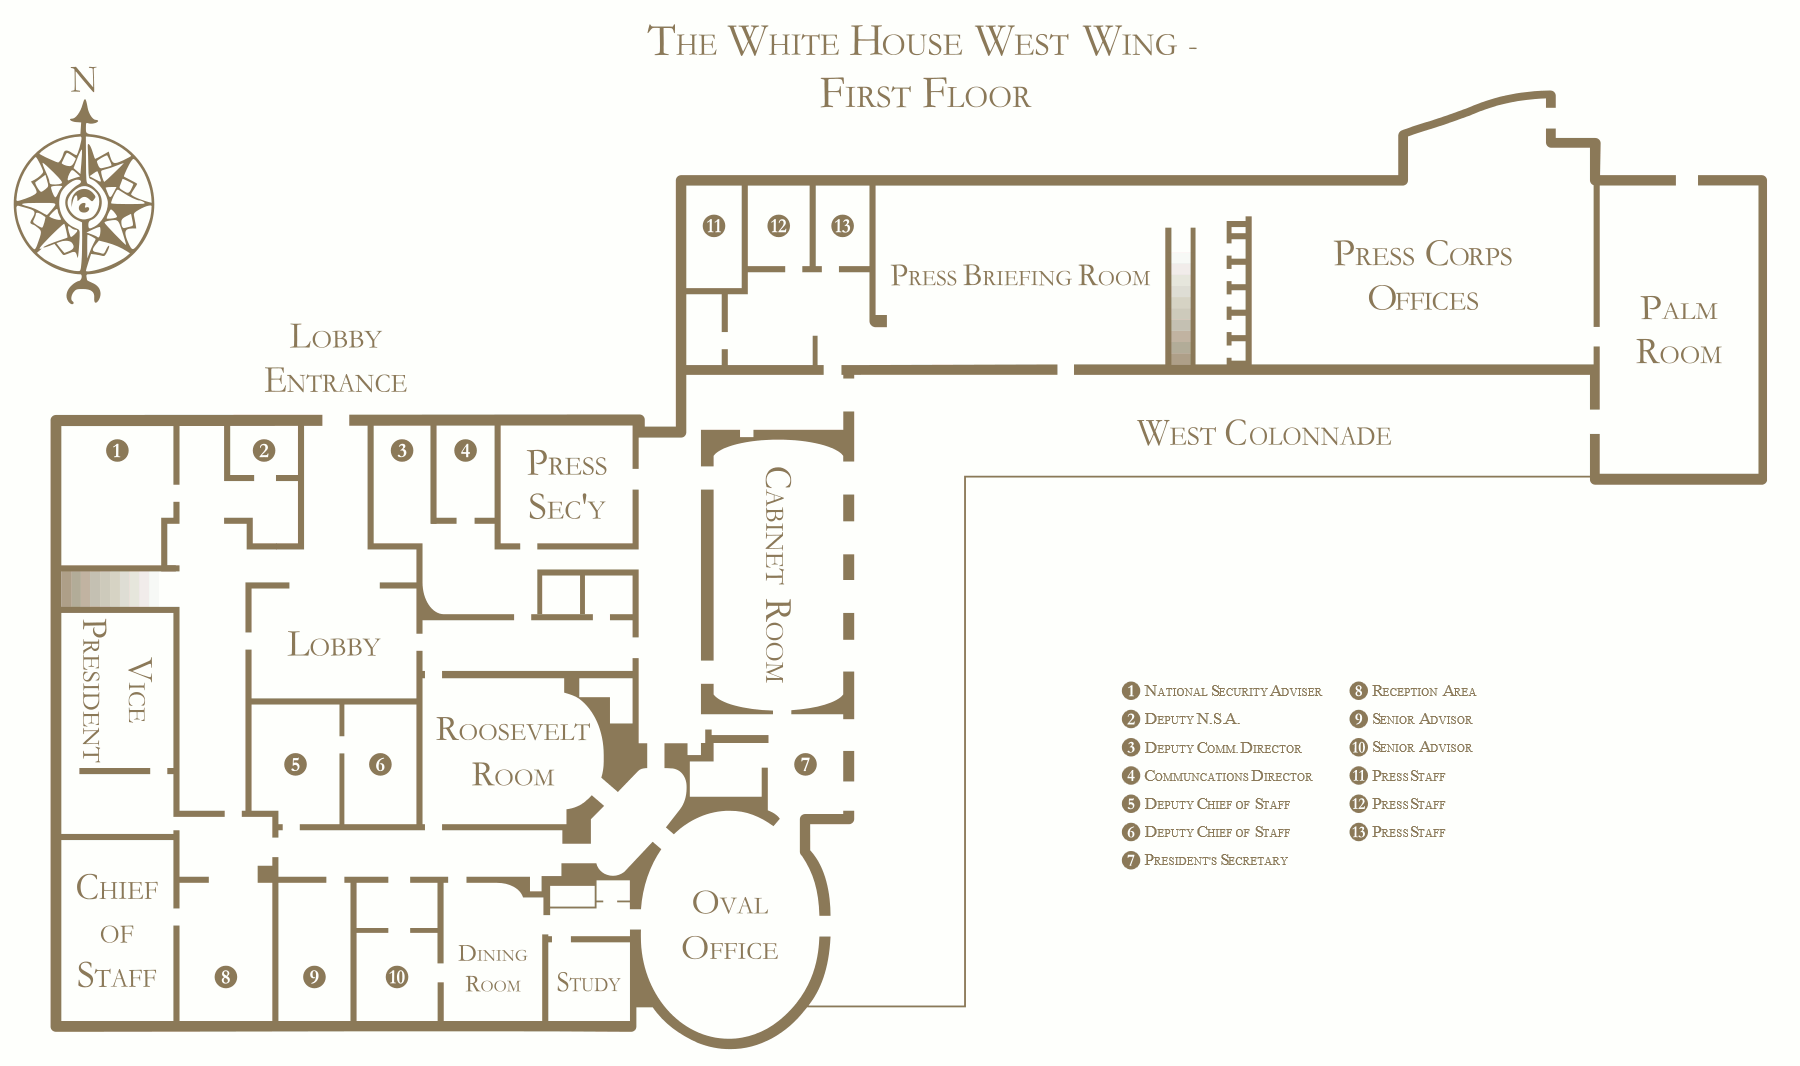 THE WHITE HOUSE WEST WING -
FIRST FLOOR
N
LOBBY
ENTRANCE
11
12
13
PRESS BRIEFING ROOM
PRESS CORPS
OFFICES
PALM
ROOM
WEST COLONNADE
1
2
3
4
PRESS
SEC'Y
CABINET ROOM
LOBBY
VICE
PRESIDENT
ROOSEVELT
ROOM
5
6
7
CHIEF
OF
STAFF
8
9
10
DINING
ROOM
STUDY
OVAL
OFFICE
1 NATIONAL SECURITY ADVISER
2 DEPUTY N.S.A.
3 DEPUTY COMM. DIRECTOR
4 COMMUNCATIONS DIRECTOR
5 DEPUTY CHIEF OF STAFF
6 DEPUTY CHIEF OF STAFF
7 PRESIDENT'S SECRETARY
8 RECEPTION AREA
9 SENIOR ADVISOR
10 SENIOR ADVISOR
11 PRESS STAFF
12 PRESS STAFF
13 PRESS STAFF